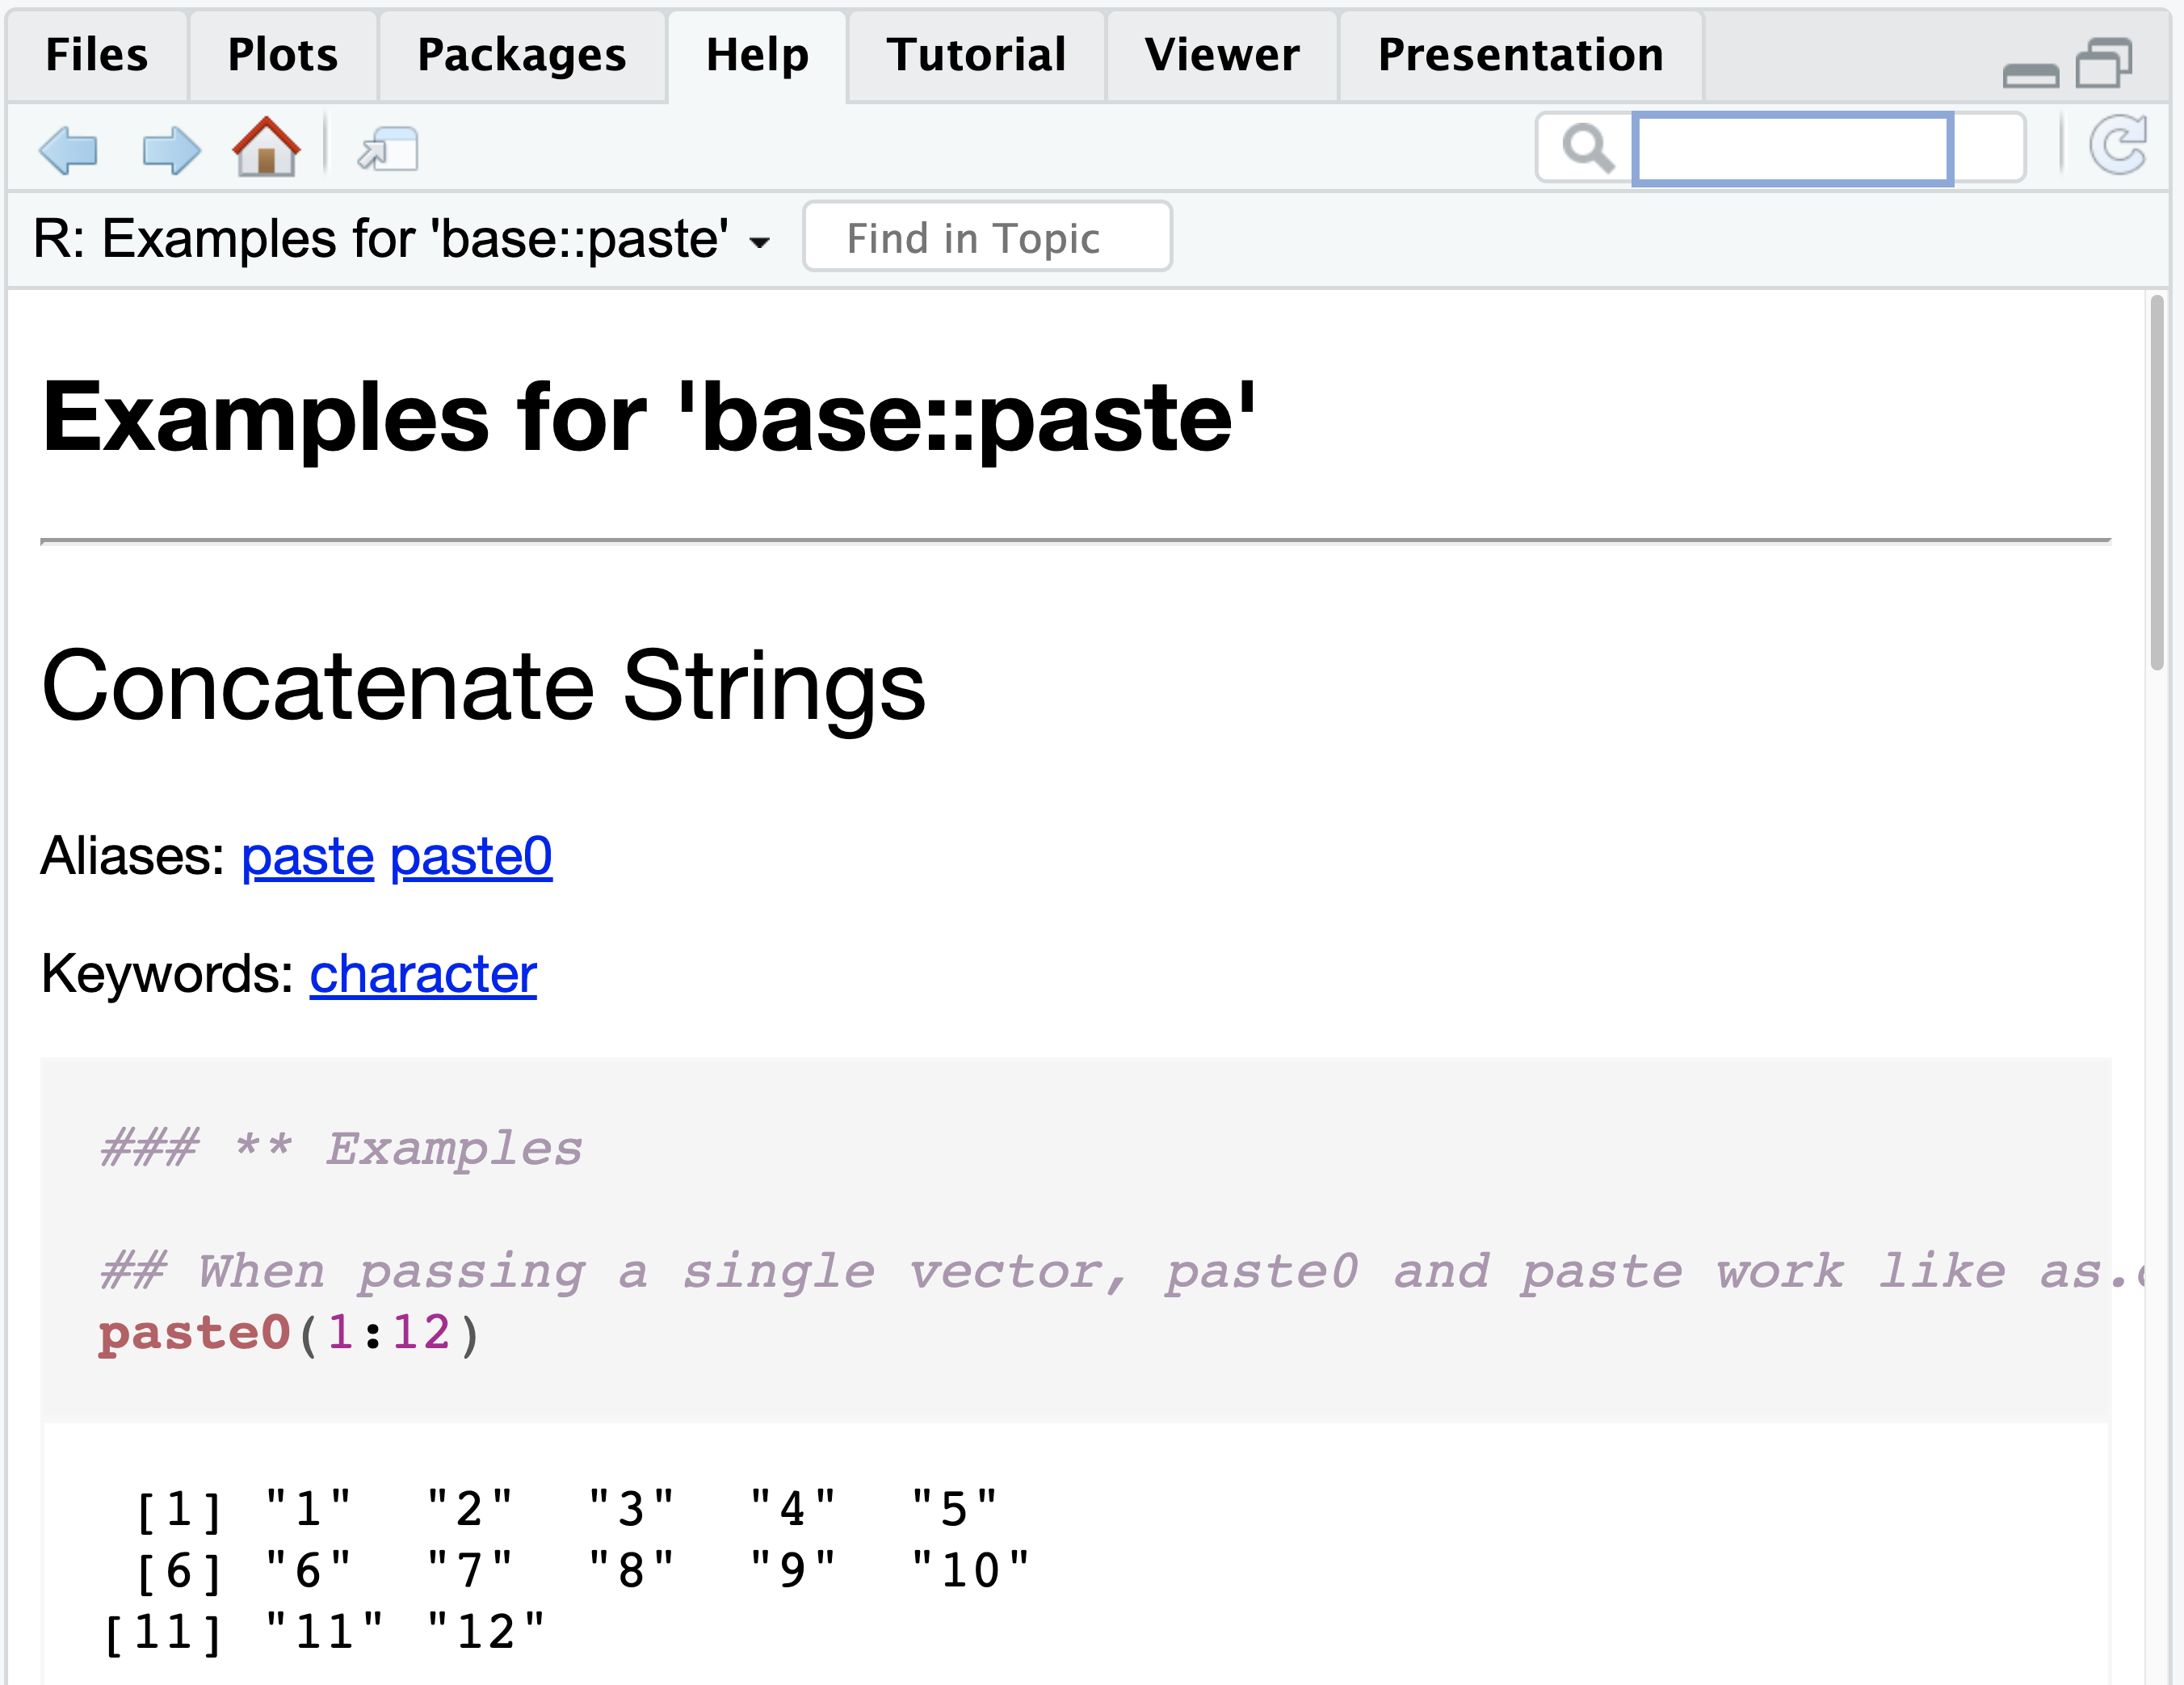 Files Plots Packages Help Tutorial Viewer Presentation
R: Examples for 'base::paste' Find in Topic
Examples for 'base::paste'
Concatenate Strings
Aliases: paste paste0
Keywords: character
### ** Examples
## When passing a single vector, paste0 and paste work like as.
paste0(1:12)
[1] "1" "2" "3" "4" "5"
[6] "6" "7" "8" "9" "10"
[11] "11" "12"